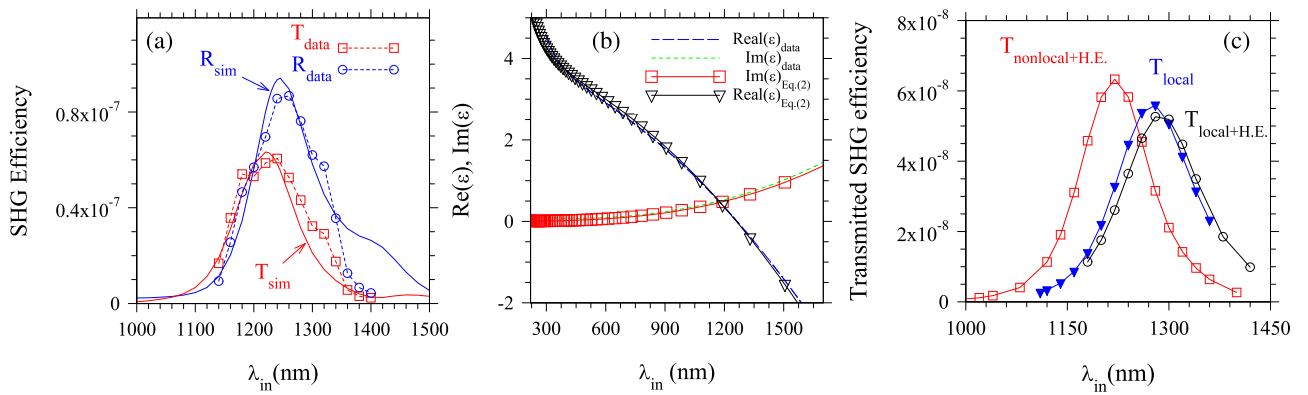 (a)
T_data
R_data
R_sim
T_sim
SHG Efficiency
0.8x10^-7
0.4x10^-7
0
1000 1100 1200 1300 1400 1500
λ_in(nm)
(b)
Real(ε)_data
Im(ε)_data
Im(ε)_Eq.(2)
Real(ε)_Eq.(2)
Re(ε), Im(ε)
4
2
0
-2
300 600 900 1200 1500
λ_in (nm)
(c)
T_nonlocal+H.E.
T_local
T_local+H.E.
Transmitted SHG efficiency
8x10^-8
6x10^-8
4x10^-8
2x10^-8
0
1000 1150 1300 1450
λ_in(nm)